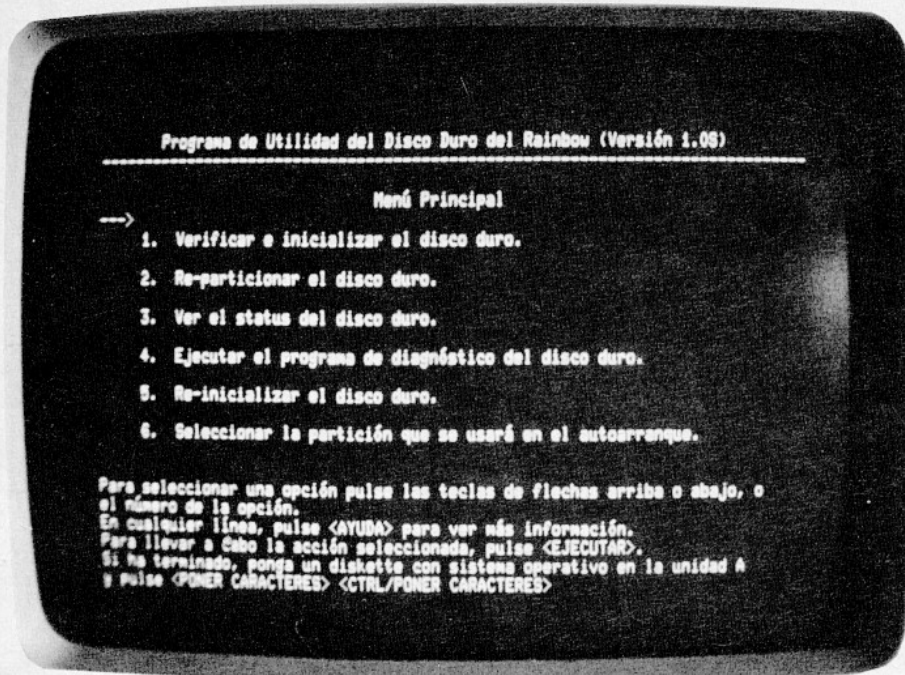 Programa de Utilidad del Disco Duro del Rainbow (Versión 1.0S)
Menú Principal
--->
1. Verificar e inicializar el disco duro.
2. Re-particionar el disco duro.
3. Ver el status del disco duro.
4. Ejecutar el programa de diagnóstico del disco duro.
5. Re-inicializar el disco duro.
6. Seleccionar la partición que se usará en el autoarranque.
Para seleccionar una opción pulse las teclas de flechas arriba o abajo, o
el número de la opción.
En cualquier línea, pulse <AYUDA> para ver más información.
Para llevar a Cabo la acción seleccionada, pulse <EJECUTAR>.
Si ha terminado, ponga un diskette con sistema operativo en la unidad A
y pulse <PONER CARACTERES> <CTRL/PONER CARACTERES>